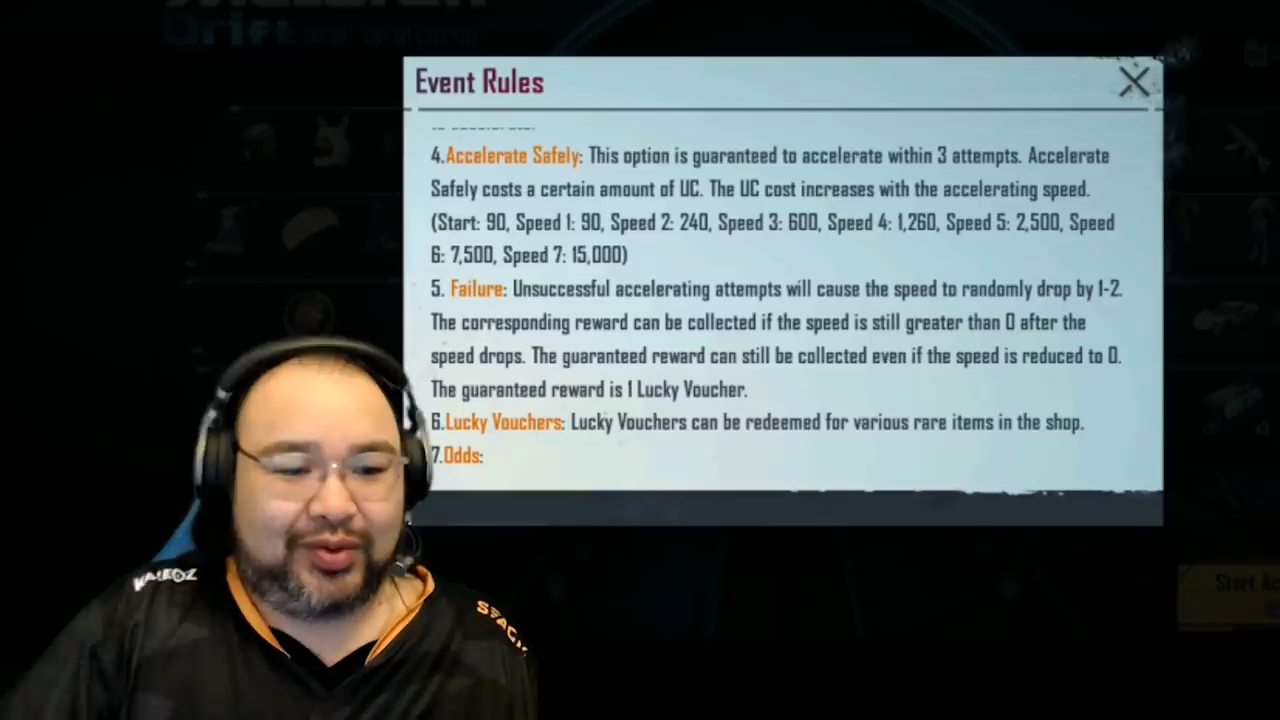 Drift
Event Rules
4.Accelerate Safely: This option is guaranteed to accelerate within 3 attempts. Accelerate
Safely costs a certain amount of UC. The UC cost increases with the accelerating speed.
(Start: 90, Speed 1: 90, Speed 2: 240, Speed 3: 600, Speed 4: 1,260, Speed 5: 2,500, Speed
6: 7,500, Speed 7: 15,000)
5. Failure: Unsuccessful accelerating attempts will cause the speed to randomly drop by 1-2.
The corresponding reward can be collected if the speed is still greater than 0 after the
speed drops. The guaranteed reward can still be collected even if the speed is reduced to 0.
The guaranteed reward is 1 Lucky Voucher.
6.Lucky Vouchers: Lucky Vouchers can be redeemed for various rare items in the shop.
7.Odds:
Start